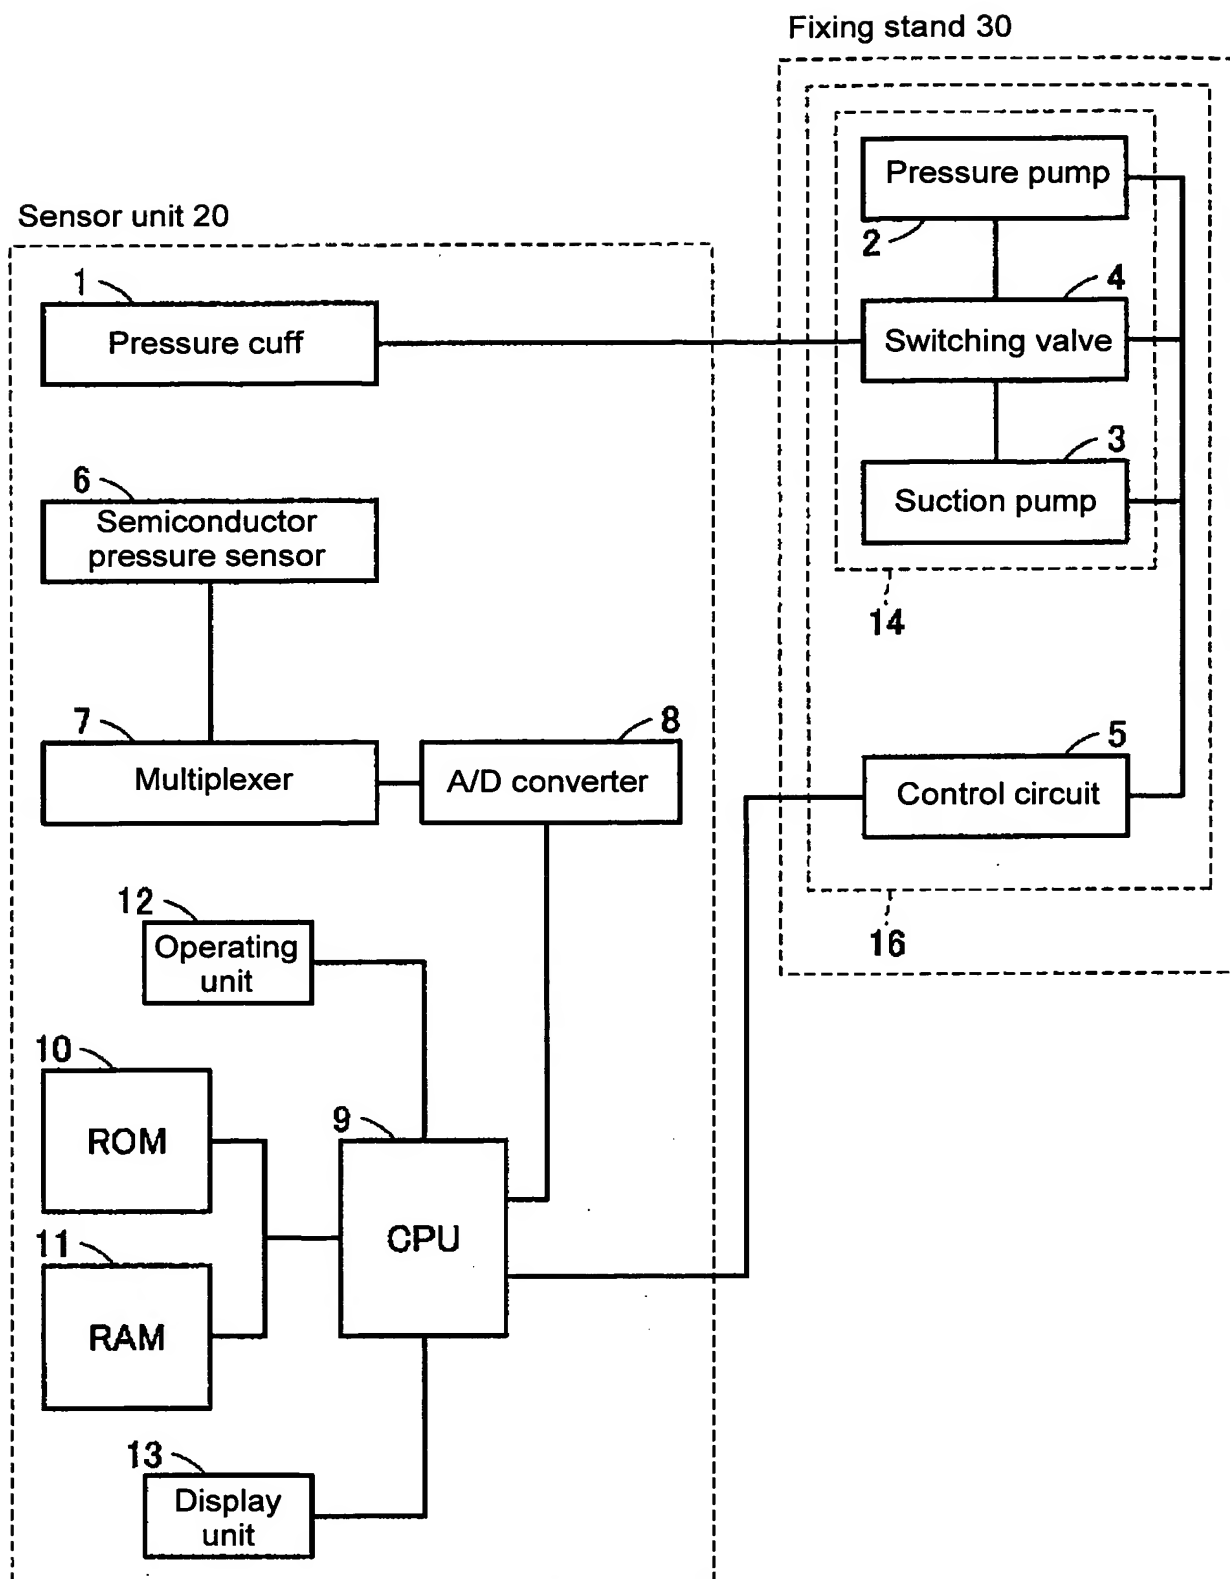 Fixing stand 30
Pressure pump
2
4
Switching valve
3
Suction pump
14
5
Control circuit
16
Sensor unit 20
1
Pressure cuff
6
Semiconductor
pressure sensor
7
Multiplexer
8
A/D converter
12
Operating
unit
10
ROM
9
CPU
11
RAM
13
Display
unit